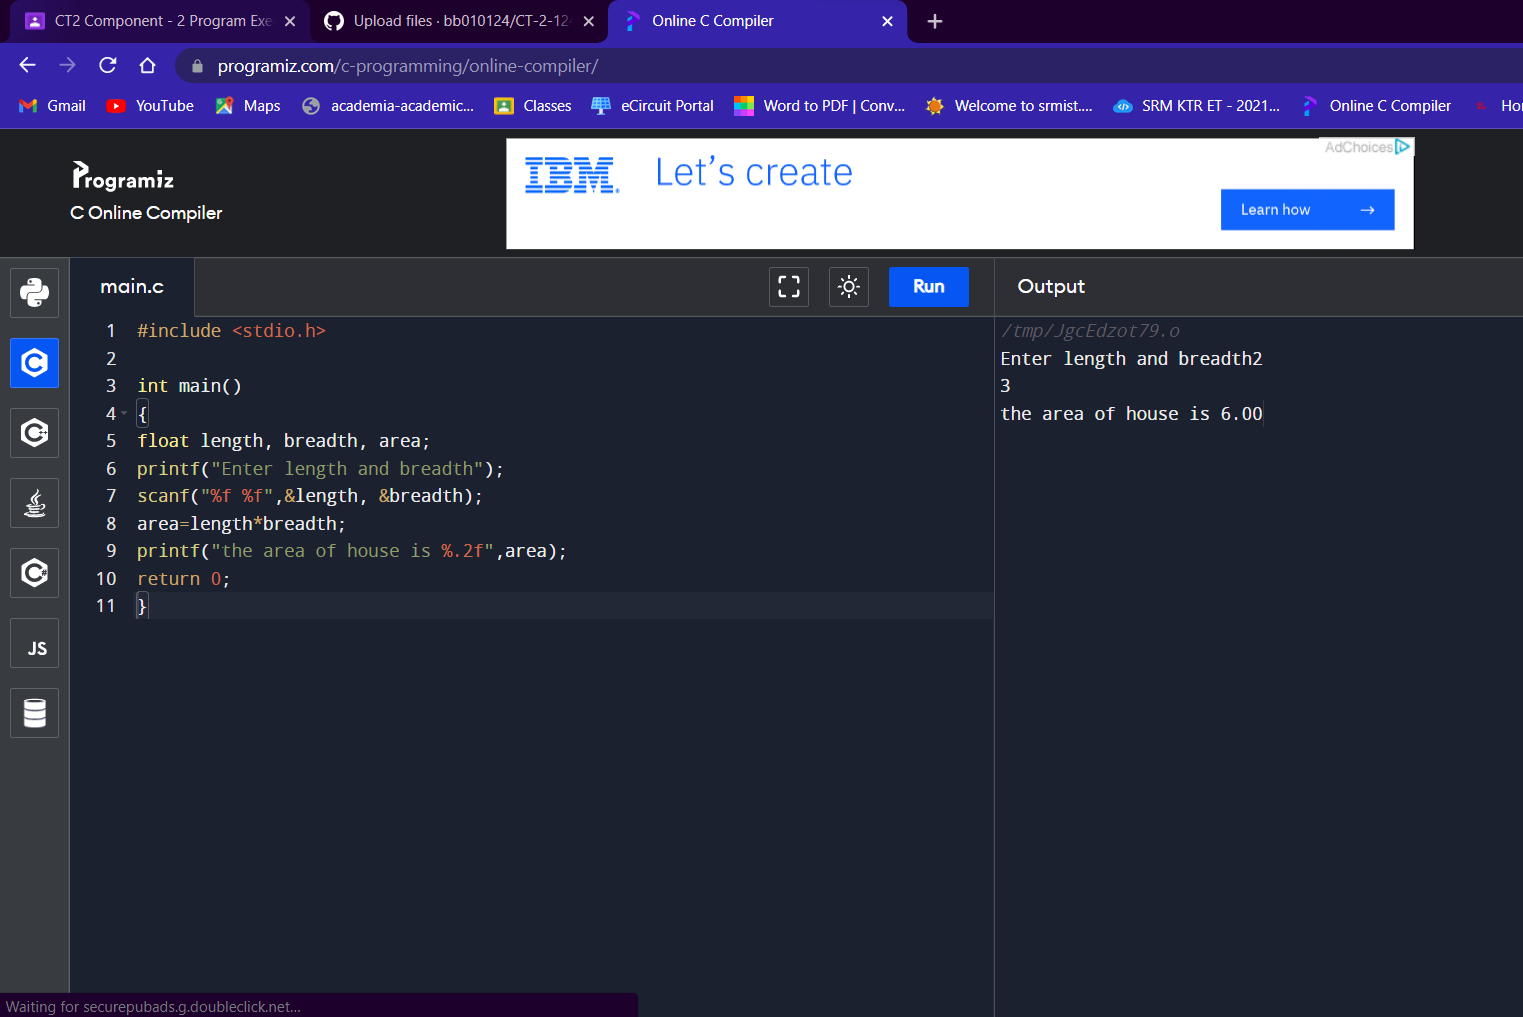 CT2 Component - 2 Program Exe
Upload files · bb010124/CT-2-124
Online C Compiler
programiz.com/c-programming/online-compiler/
Gmail
YouTube
Maps
academia-academic...
Classes
eCircuit Portal
Word to PDF | Conv...
Welcome to srmist....
SRM KTR ET - 2021...
Online C Compiler
Hor
Programiz
C Online Compiler
IBM
Let's create
AdChoices
Learn how →
main.c
Run
Output
1 #include <stdio.h>
2
3 int main()
4 {
5 float length, breadth, area;
6 printf("Enter length and breadth");
7 scanf("%f %f",&length, &breadth);
8 area=length*breadth;
9 printf("the area of house is %.2f",area);
10 return 0;
11 }
/tmp/JgcEdzot79.o
Enter length and breadth2
3
the area of house is 6.00
C
C++
C#
JS
Waiting for securepubads.g.doubleclick.net...